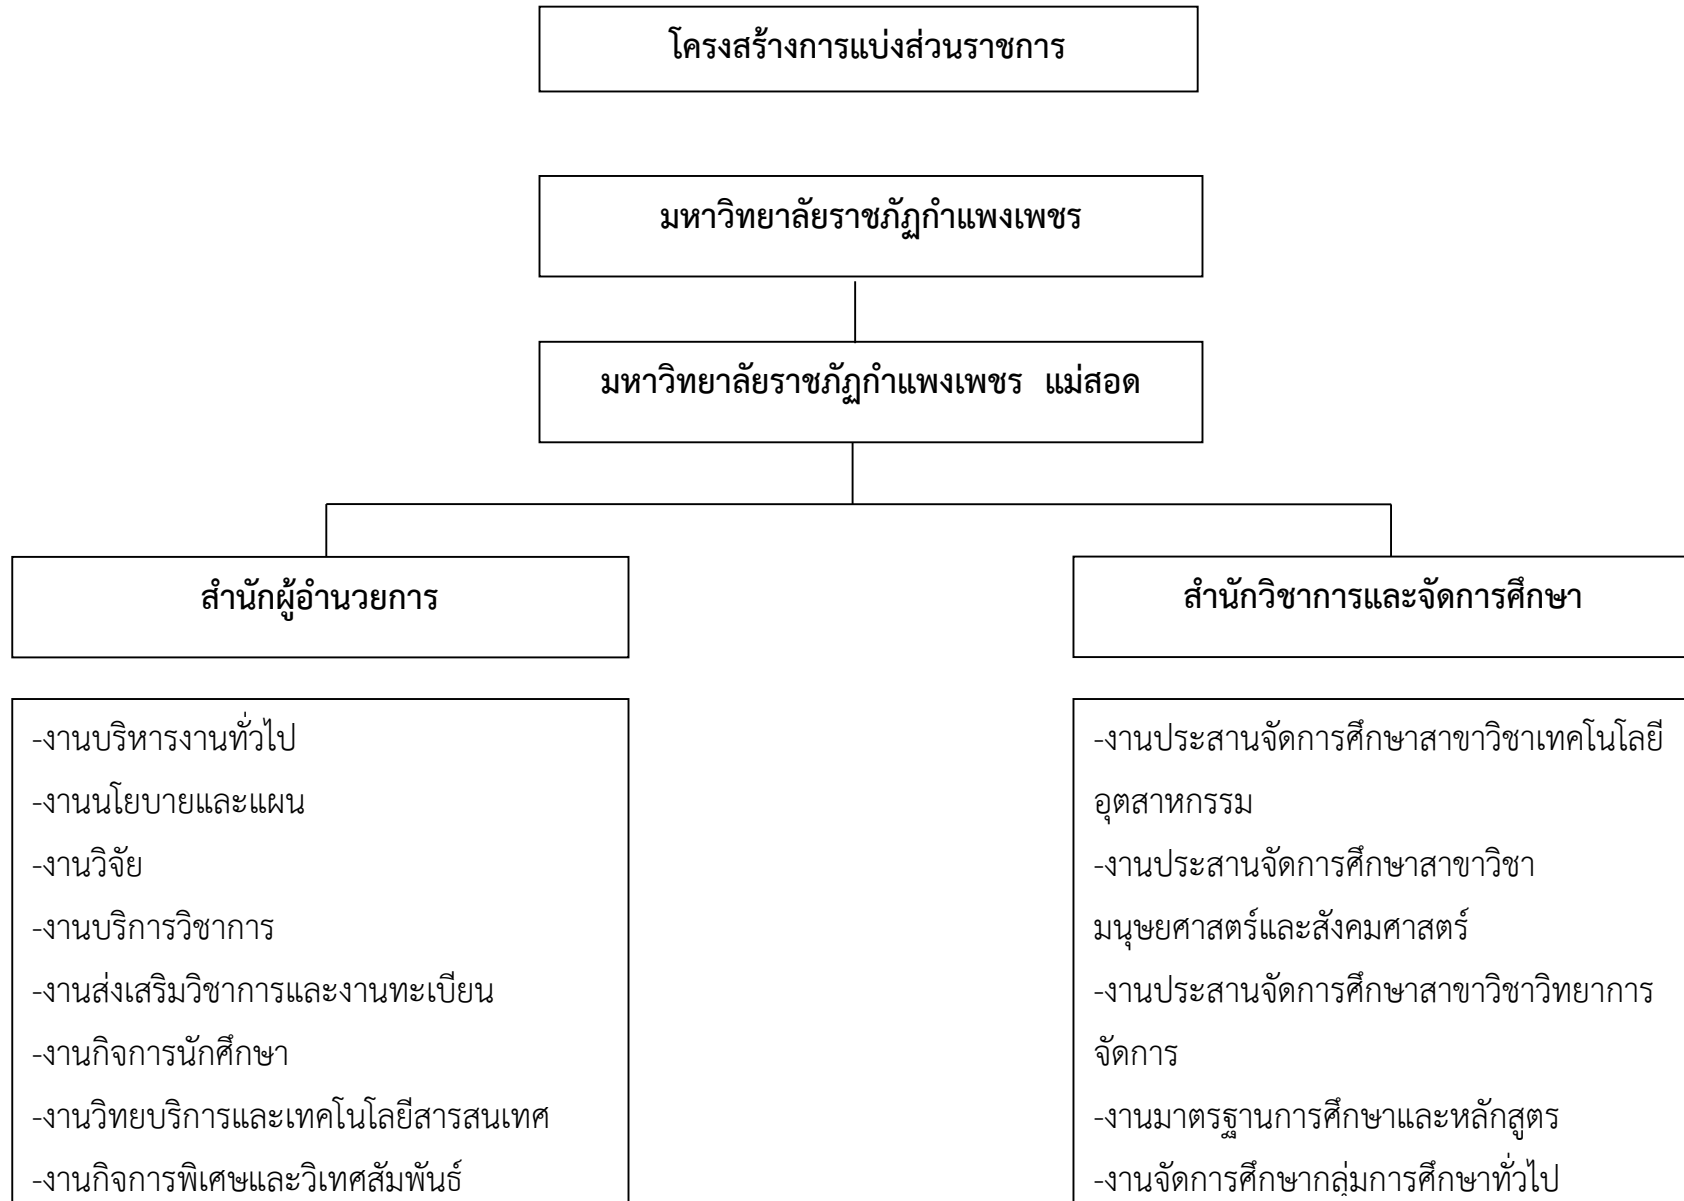 โครงสร้างการแบ่งส่วนราชการ
มหาวิทยาลัยราชภัฏกำแพงเพชร
มหาวิทยาลัยราชภัฏกำแพงเพชร แม่สอด
สำนักผู้อำนวยการ
-งานบริหารงานทั่วไป
-งานนโยบายและแผน
-งานวิจัย
-งานบริการวิชาการ
-งานส่งเสริมวิชาการและงานทะเบียน
-งานกิจการนักศึกษา
-งานวิทยบริการและเทคโนโลยีสารสนเทศ
-งานกิจการพิเศษและวิเทศสัมพันธ์
สำนักวิชาการและจัดการศึกษา
-งานประสานจัดการศึกษาสาขาวิชาเทคโนโลยี
อุตสาหกรรม
-งานประสานจัดการศึกษาสาขาวิชา
มนุษยศาสตร์และสังคมศาสตร์
-งานประสานจัดการศึกษาสาขาวิชาวิทยาการ
จัดการ
-งานมาตรฐานการศึกษาและหลักสูตร
-งานจัดการศึกษากลุ่มการศึกษาทั่วไป